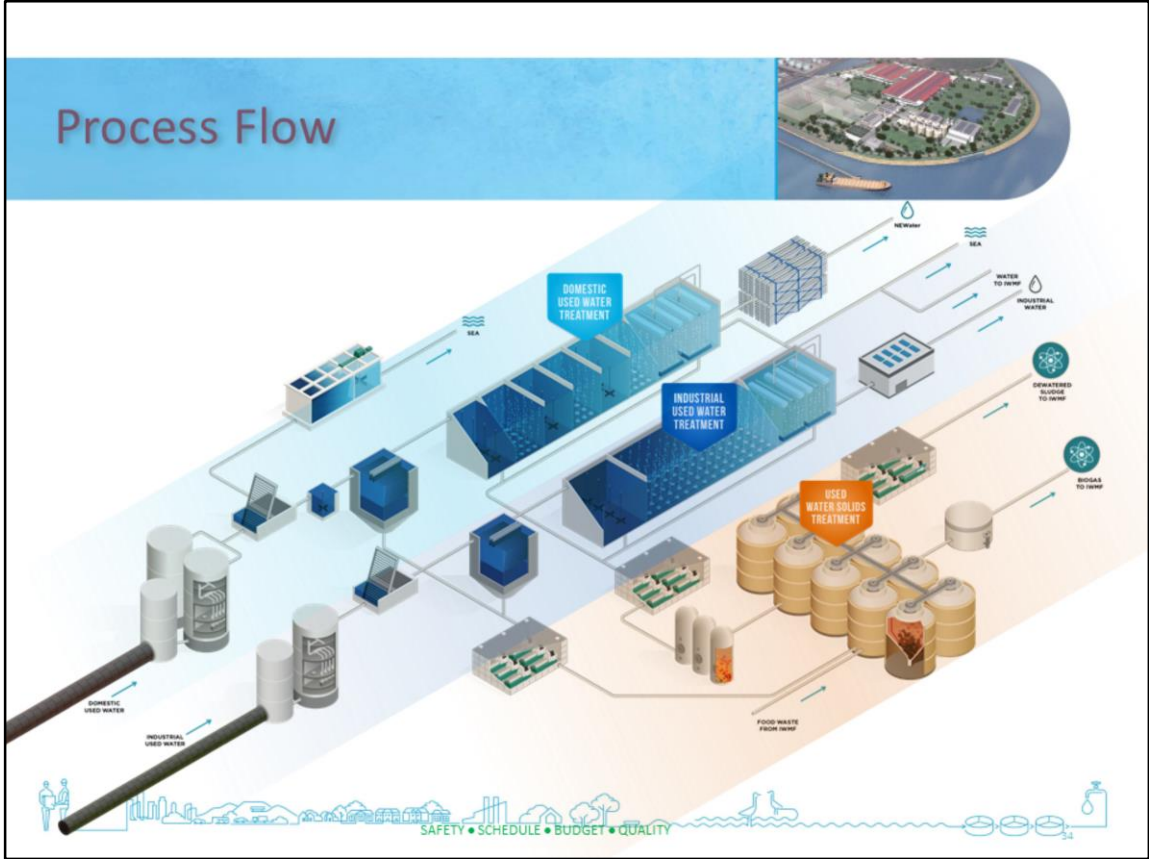 Process Flow
NEWater
SEA
WATER
TO IWMF
INDUSTRIAL
WATER
DOMESTIC
USED WATER
TREATMENT
SEA
DEWATERED
SLUDGE
TO IWMF
INDUSTRIAL
USED WATER
TREATMENT
BIOGAS
TO IWMF
USED
WATER SOLIDS
TREATMENT
DOMESTIC
USED WATER
INDUSTRIAL
USED WATER
FOOD WASTE
FROM IWMF
SAFETY ● SCHEDULE ● BUDGET ● QUALITY
34